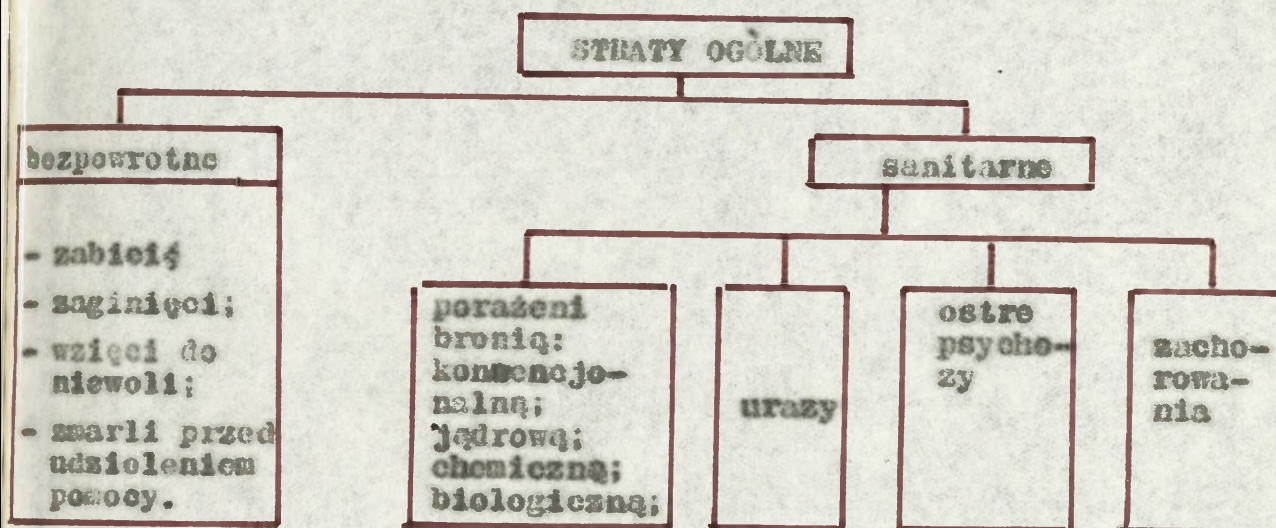 STRATY OGÒLNE
bezpowrotne
sanitarne
- zabici;
- zaginięci;
- wzięci do
niewoli;
- zmarli przed
udzieleniem
pomocy.
porażeni
bronią:
konwencjo-
nalną;
jądrową;
chemiczną;
biologiczną;
urazy
ostre
psycho-
zy
zacho-
rowa-
nia